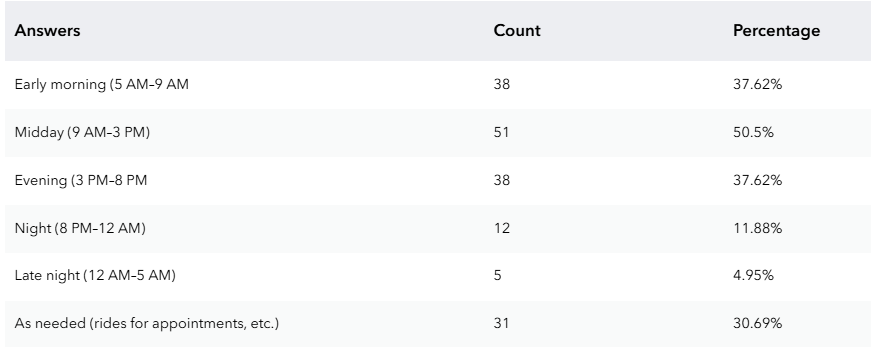 Answers Count Percentage
Early morning (5 AM–9 AM 38 37.62%
Midday (9 AM–3 PM) 51 50.5%
Evening (3 PM–8 PM 38 37.62%
Night (8 PM–12 AM) 12 11.88%
Late night (12 AM–5 AM) 5 4.95%
As needed (rides for appointments, etc.) 31 30.69%